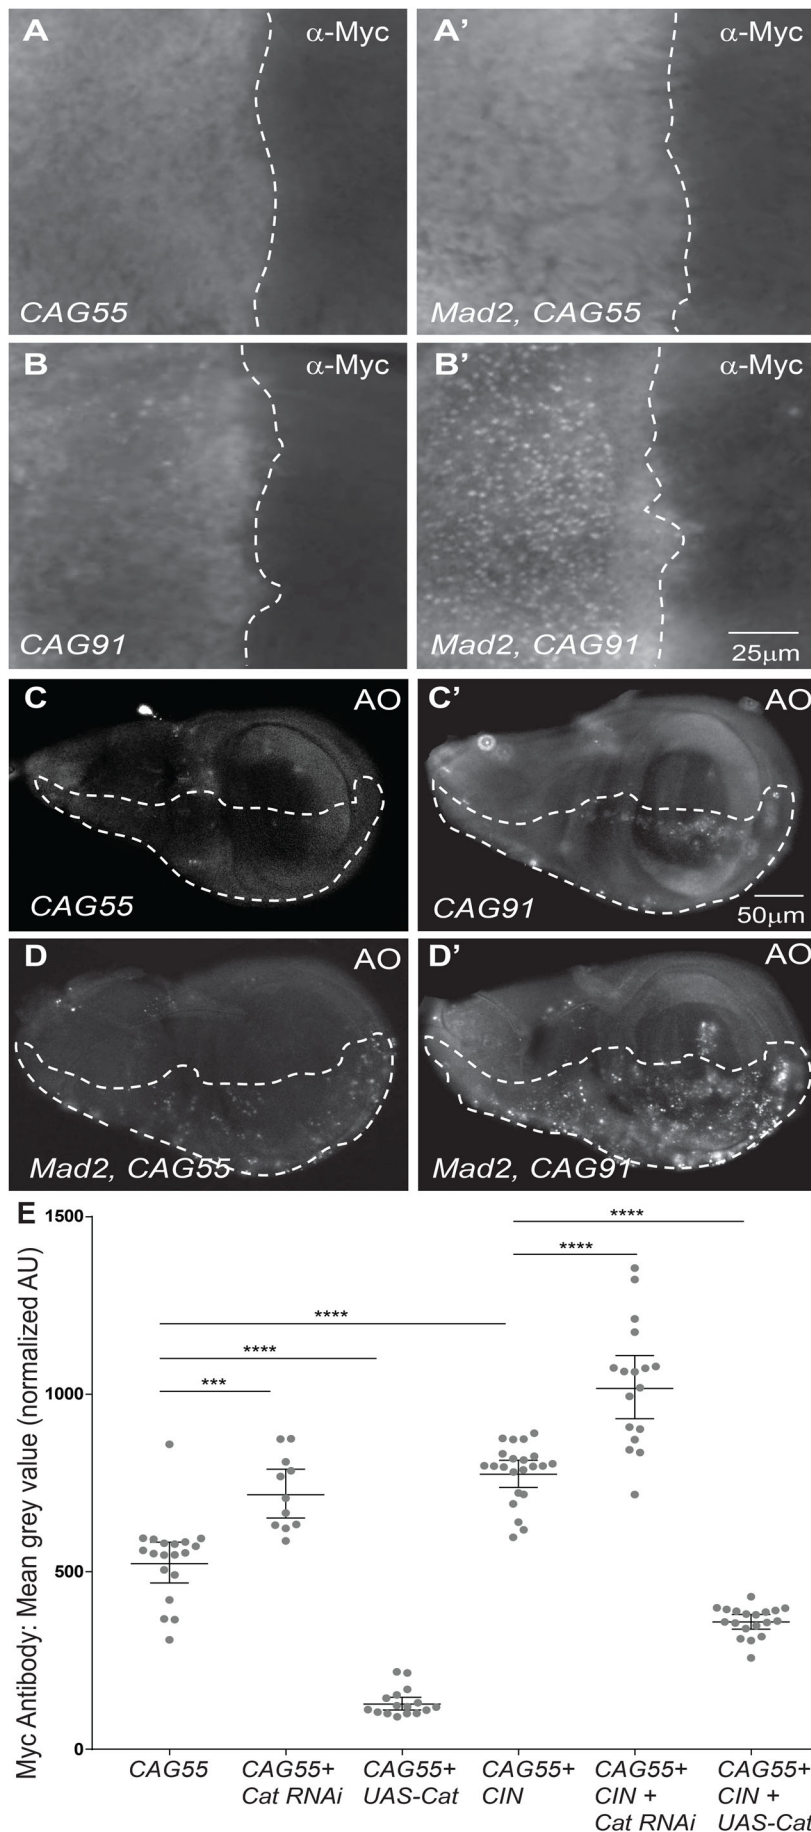 A α-Myc
CAG55
A' α-Myc
Mad2, CAG55
B α-Myc
CAG91
B' α-Myc
Mad2, CAG91
25μm
C AO
CAG55
C' AO
CAG91
50μm
D AO
Mad2, CAG55
D' AO
Mad2, CAG91
E
Myc Antibody: Mean grey value (normalized AU)
1500
1000
500
0
****
****
****
****
***
CAG55
CAG55+
Cat RNAi
CAG55+
UAS-Cat
CAG55+
CIN
CAG55+
CIN +
Cat RNAi
CAG55+
CIN +
UAS-Cat